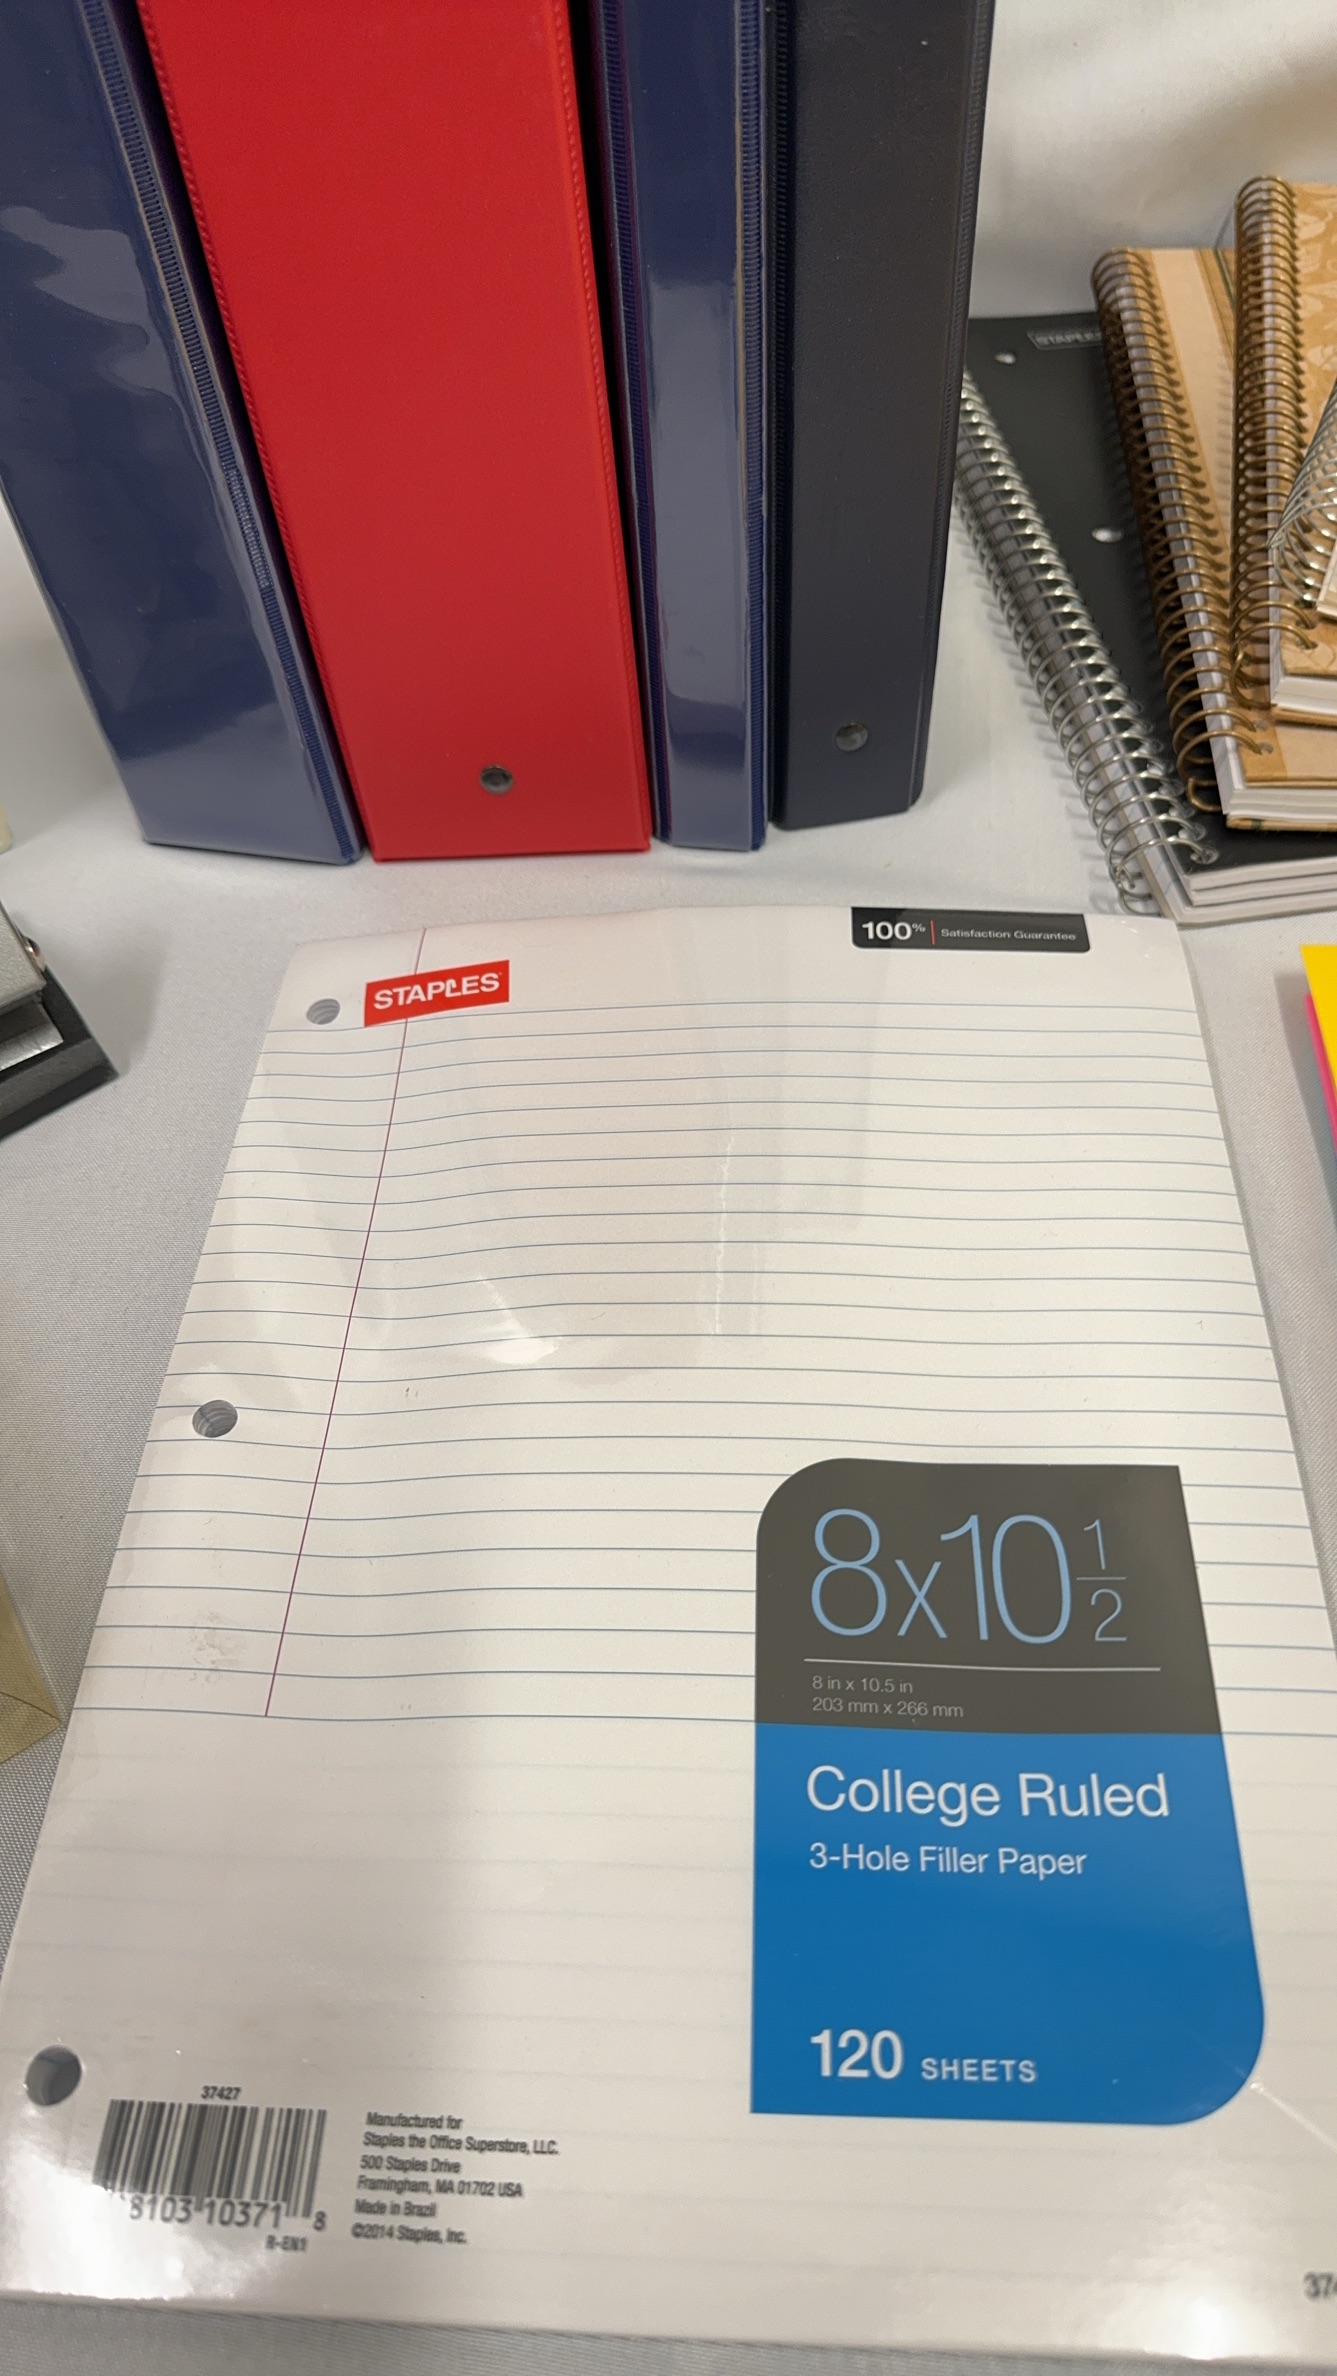 STAPLES
100% | Satisfaction Guarantee
STAPLES
8x10 1/2
8 in x 10.5 in
203 mm x 266 mm
College Ruled
3-Hole Filler Paper
120 SHEETS
37427
8103 10371 8
R-EN1
Manufactured for
Staples the Office Superstore, LLC.
500 Staples Drive
Framingham, MA 01702 USA
Made in Brazil
©2014 Staples, Inc.